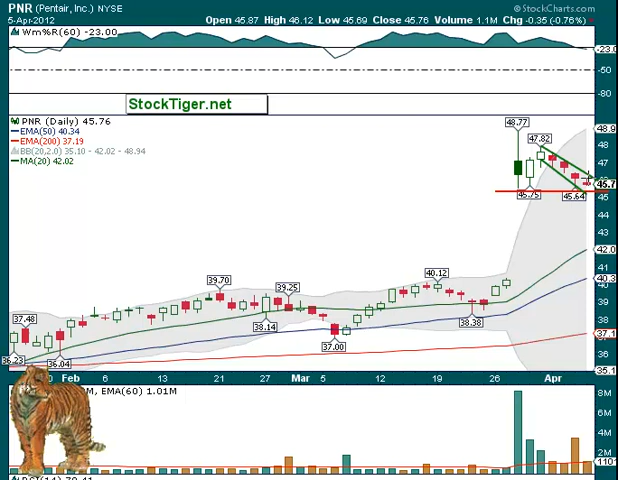 PNR (Pentair, Inc.) NYSE © StockCharts.com
5-Apr-2012 Open 45.87 High 46.12 Low 45.69 Close 45.76 Volume 1.1M Chg -0.35 (-0.76%)
Wm%R(60) -23.00
-23.0
-50
-80
StockTiger.net
PNR (Daily) 45.76
EMA(50) 40.34
EMA(200) 37.19
BB(20,2.0) 35.10 - 42.02 - 48.94
MA(20) 42.02
48.77
47.82
45.75
45.64
48.9
48
47
46
45.7
45
44
43
42.0
41
40.3
39
38
37.1
36
35.1
39.70
39.25
40.12
37.48
38.14
38.38
37.00
36.23
36.04
30 Feb 6 13 21 27 Mar 5 12 19 26 Apr
M, EMA(60) 1.01M
8M
6M
4M
2M